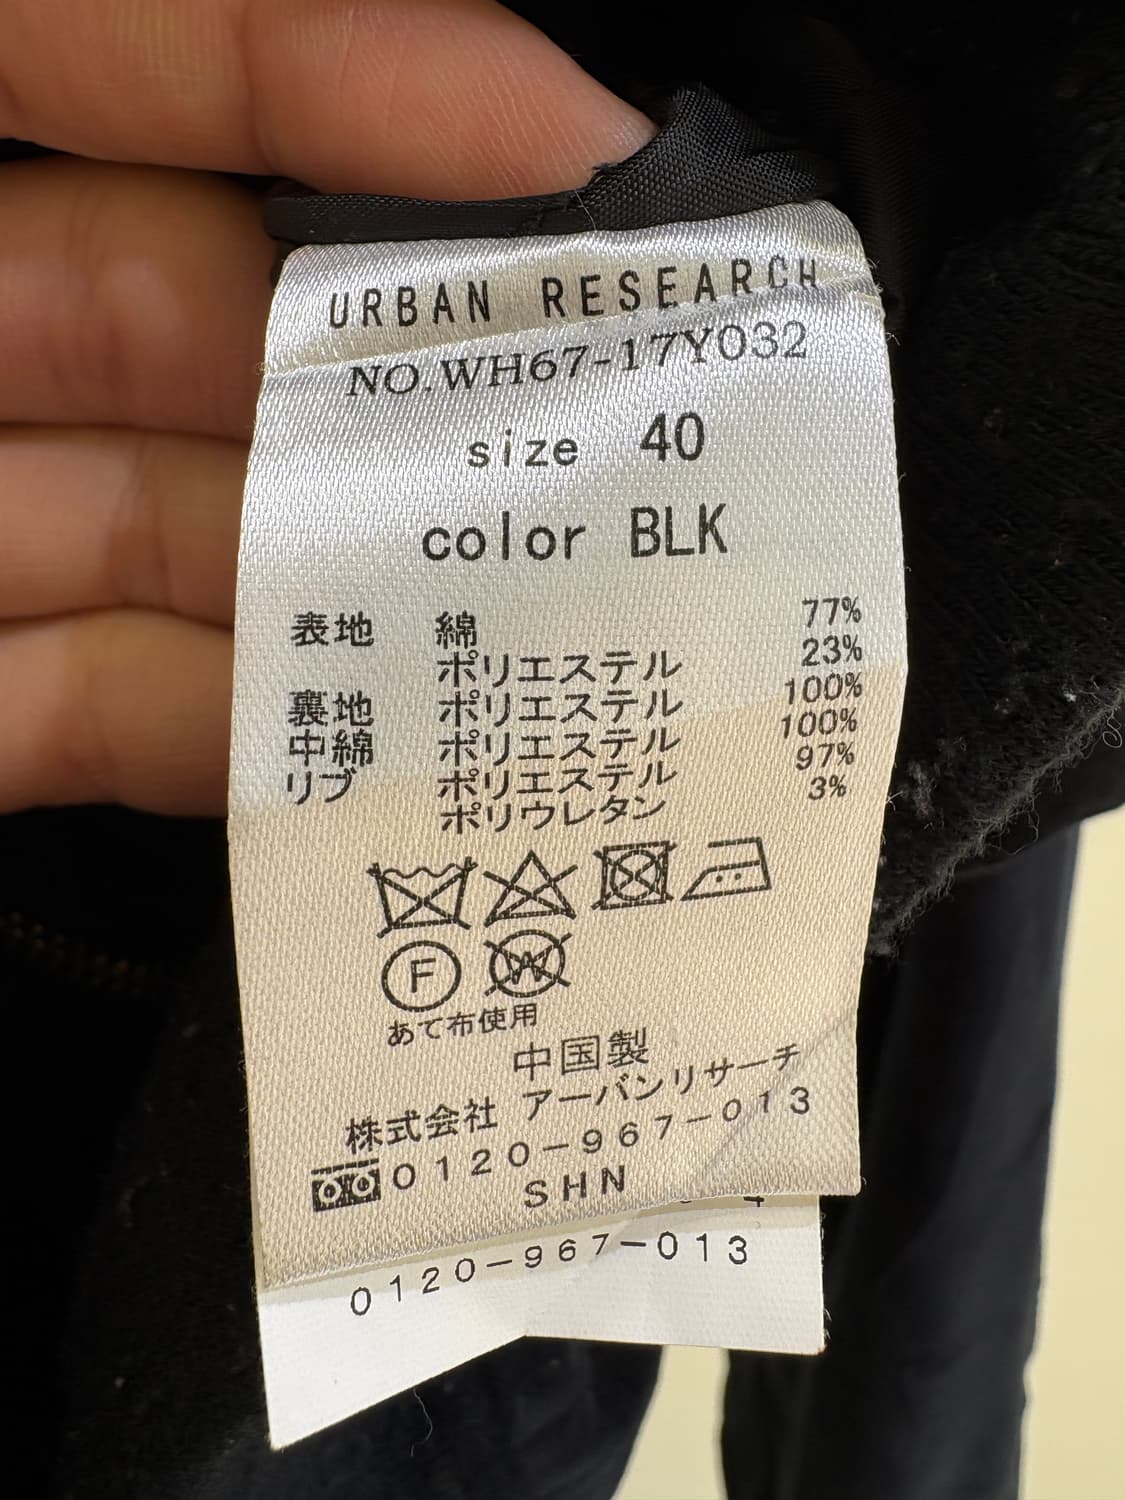 URBAN RESEARCH
NO.WH67-17Y032
size 40
color BLK
表地 綿 77%
ポリエステル 23%
裏地 ポリエステル 100%
中綿 ポリエステル 100%
リブ ポリエステル 97%
ポリウレタン 3%
F W
あて布使用
中国製
株式会社 アーバンリサーチ
0120-967-013
SHN
4
0120-967-013